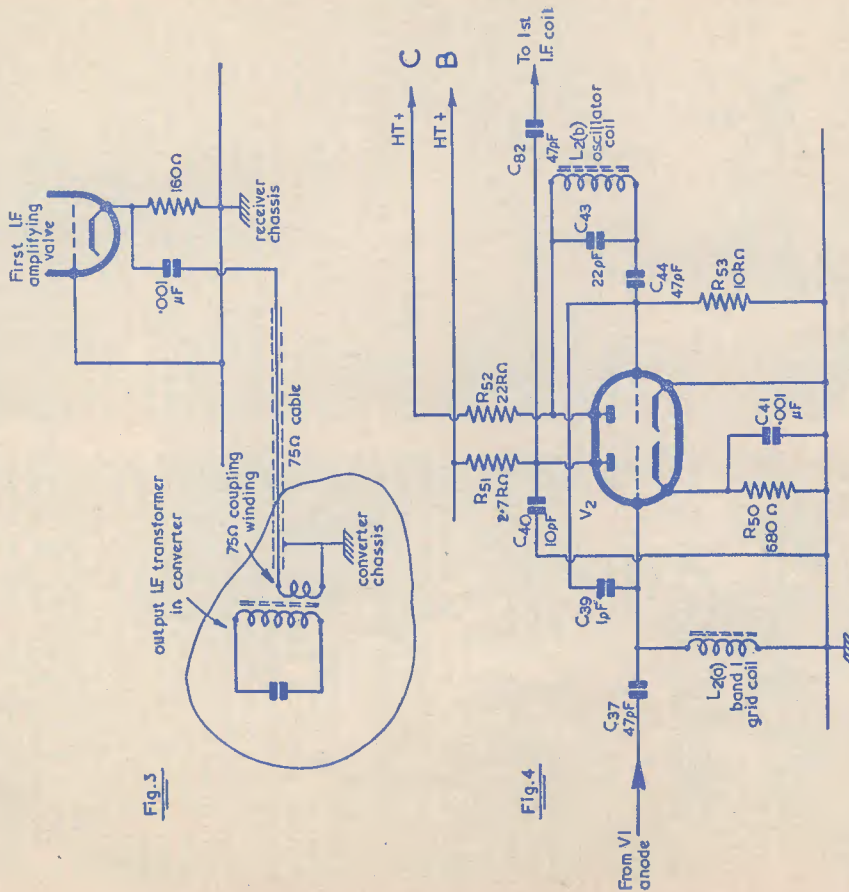 Fig.3
output I.F transformer
in converter
75Ω coupling
winding
75Ω cable
converter
chassis
First I.F
amplifying
valve
.001
µF
160Ω
receiver
chassis
Fig.4
From V1
anode
C37
47pF
L2(a)
band 1
grid coil
C39
1pF
C40
10pF
R51
2.7KΩ
R52
22KΩ
V2
R50
680Ω
C41
.001
µF
HT+
C
HT+
B
C82
47pF
To 1st
I.F coil
L2(b)
oscillator
coil
C43
22pF
C44
47pF
R53
10KΩ